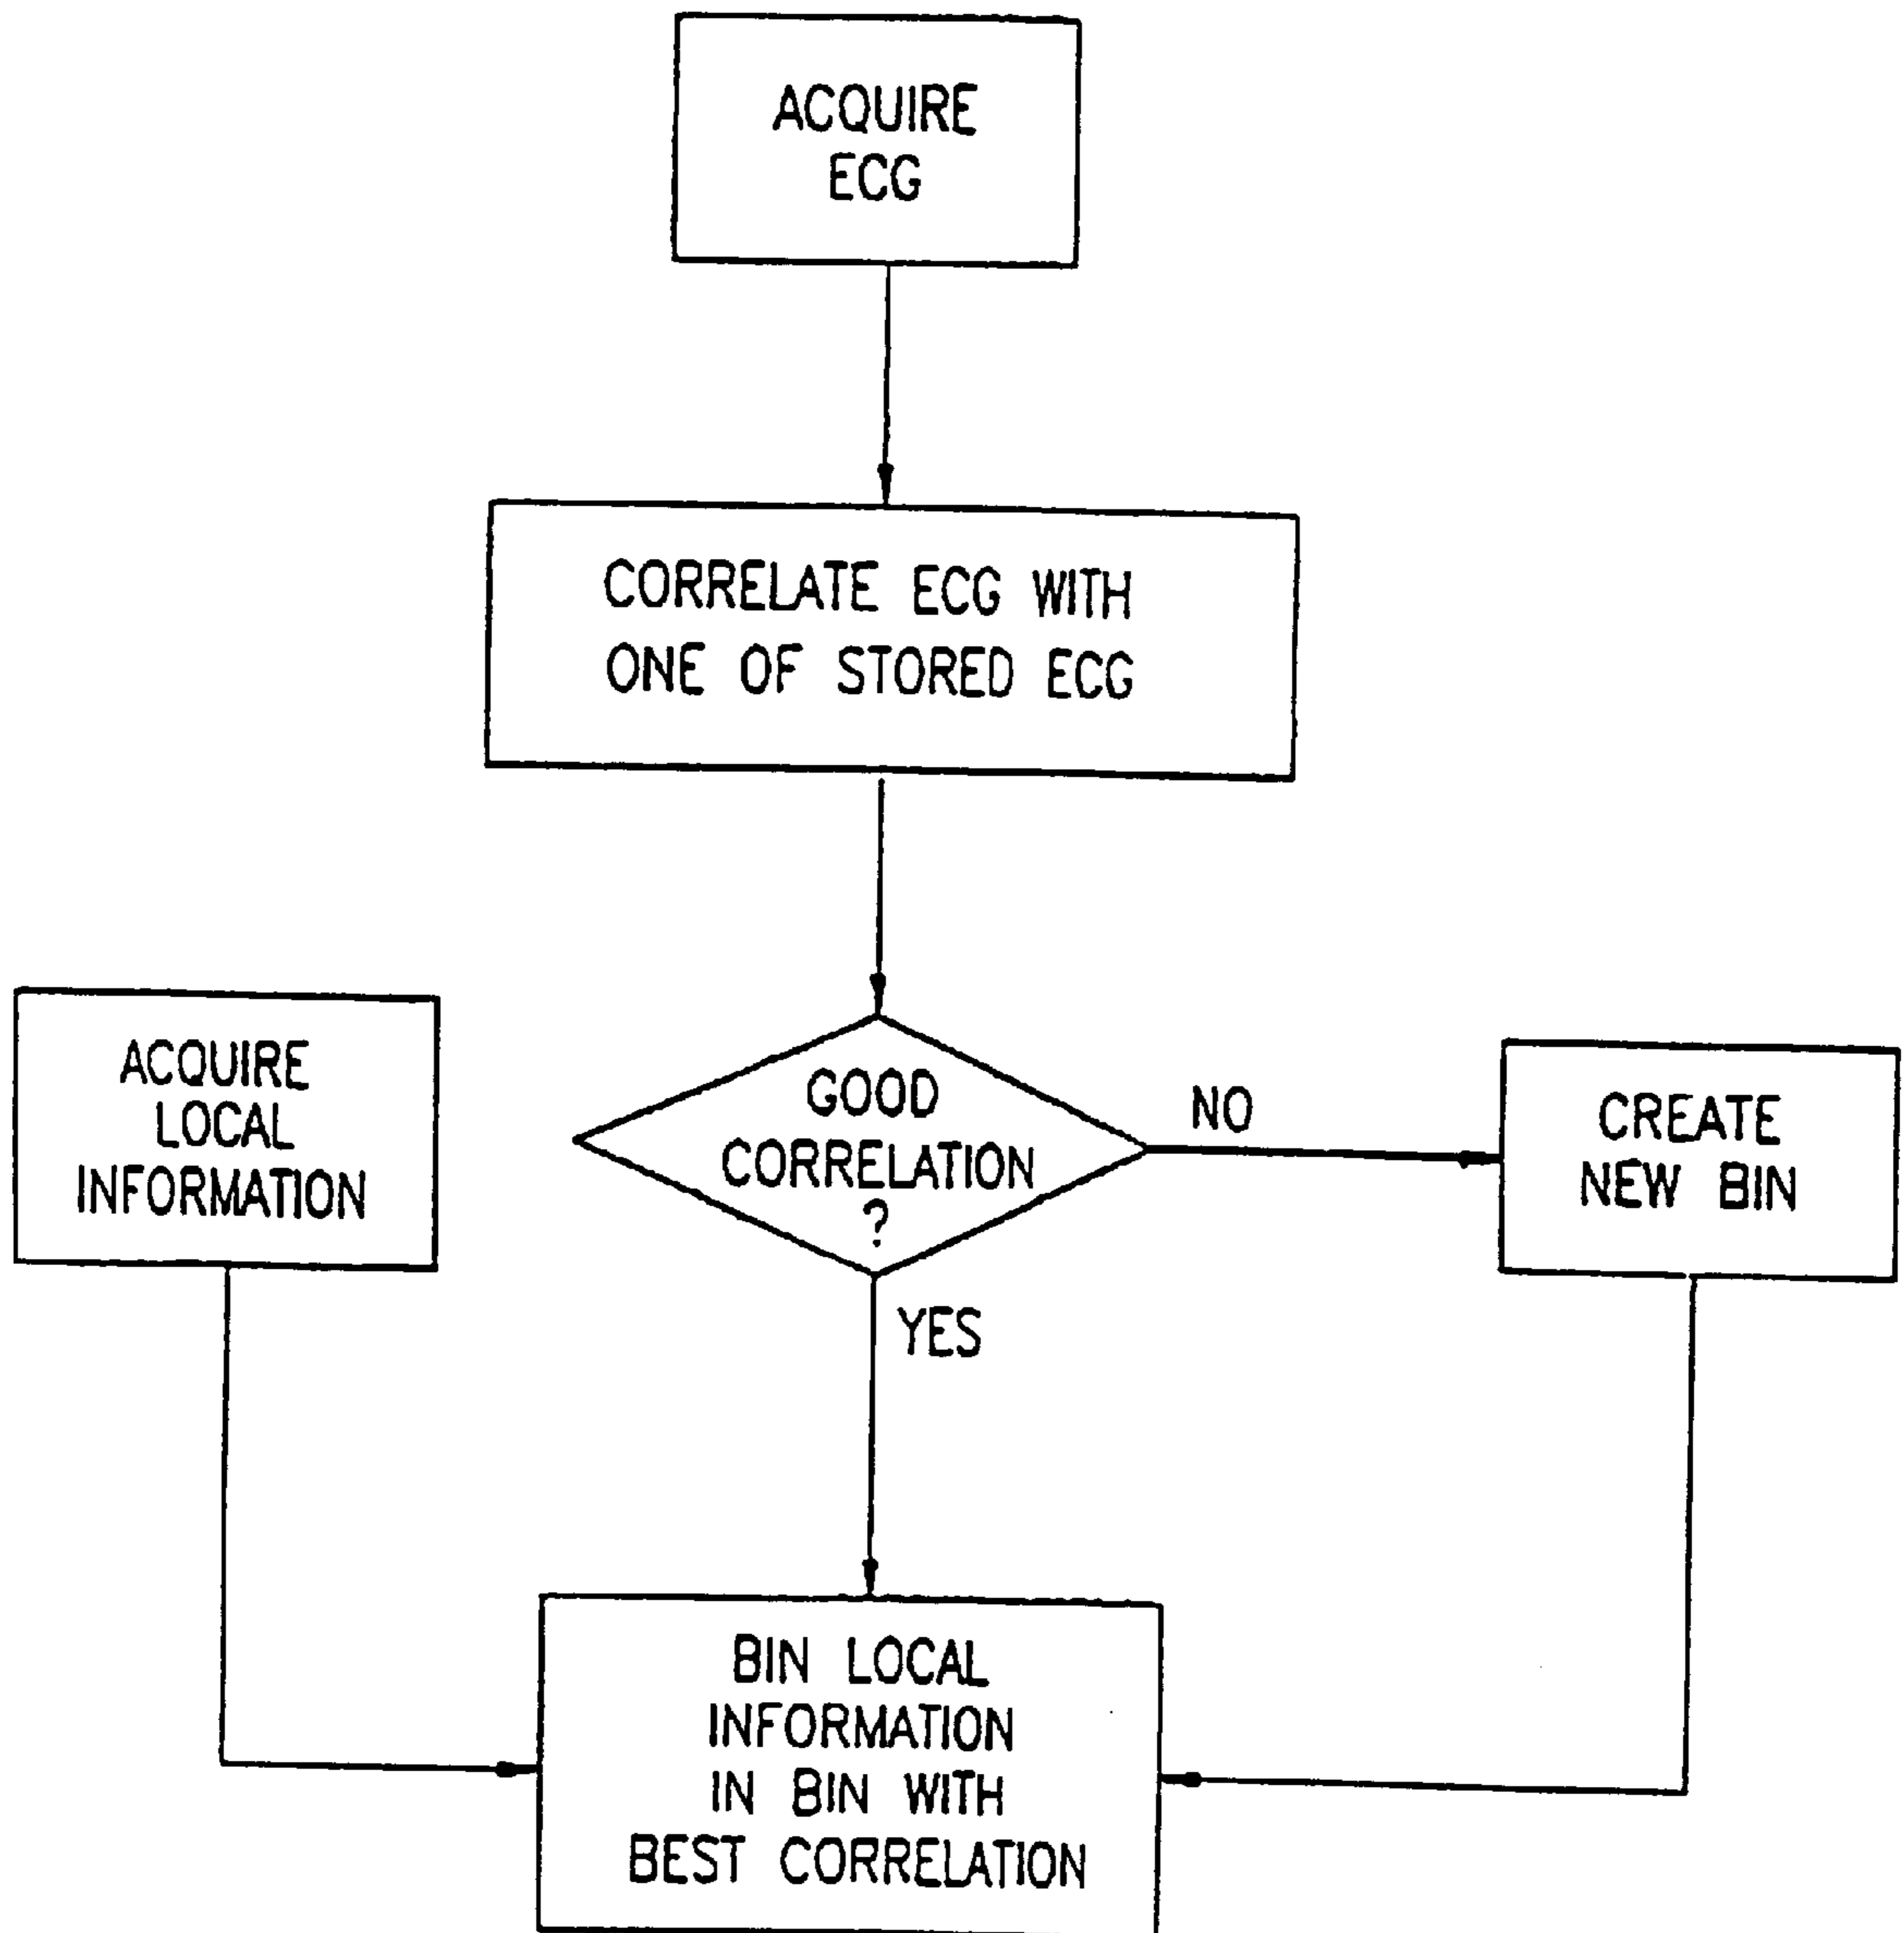 ACQUIRE
ECG
CORRELATE ECG WITH
ONE OF STORED ECG
ACQUIRE
LOCAL
INFORMATION
GOOD
CORRELATION
?
NO
CREATE
NEW BIN
YES
BIN LOCAL
INFORMATION
IN BIN WITH
BEST CORRELATION